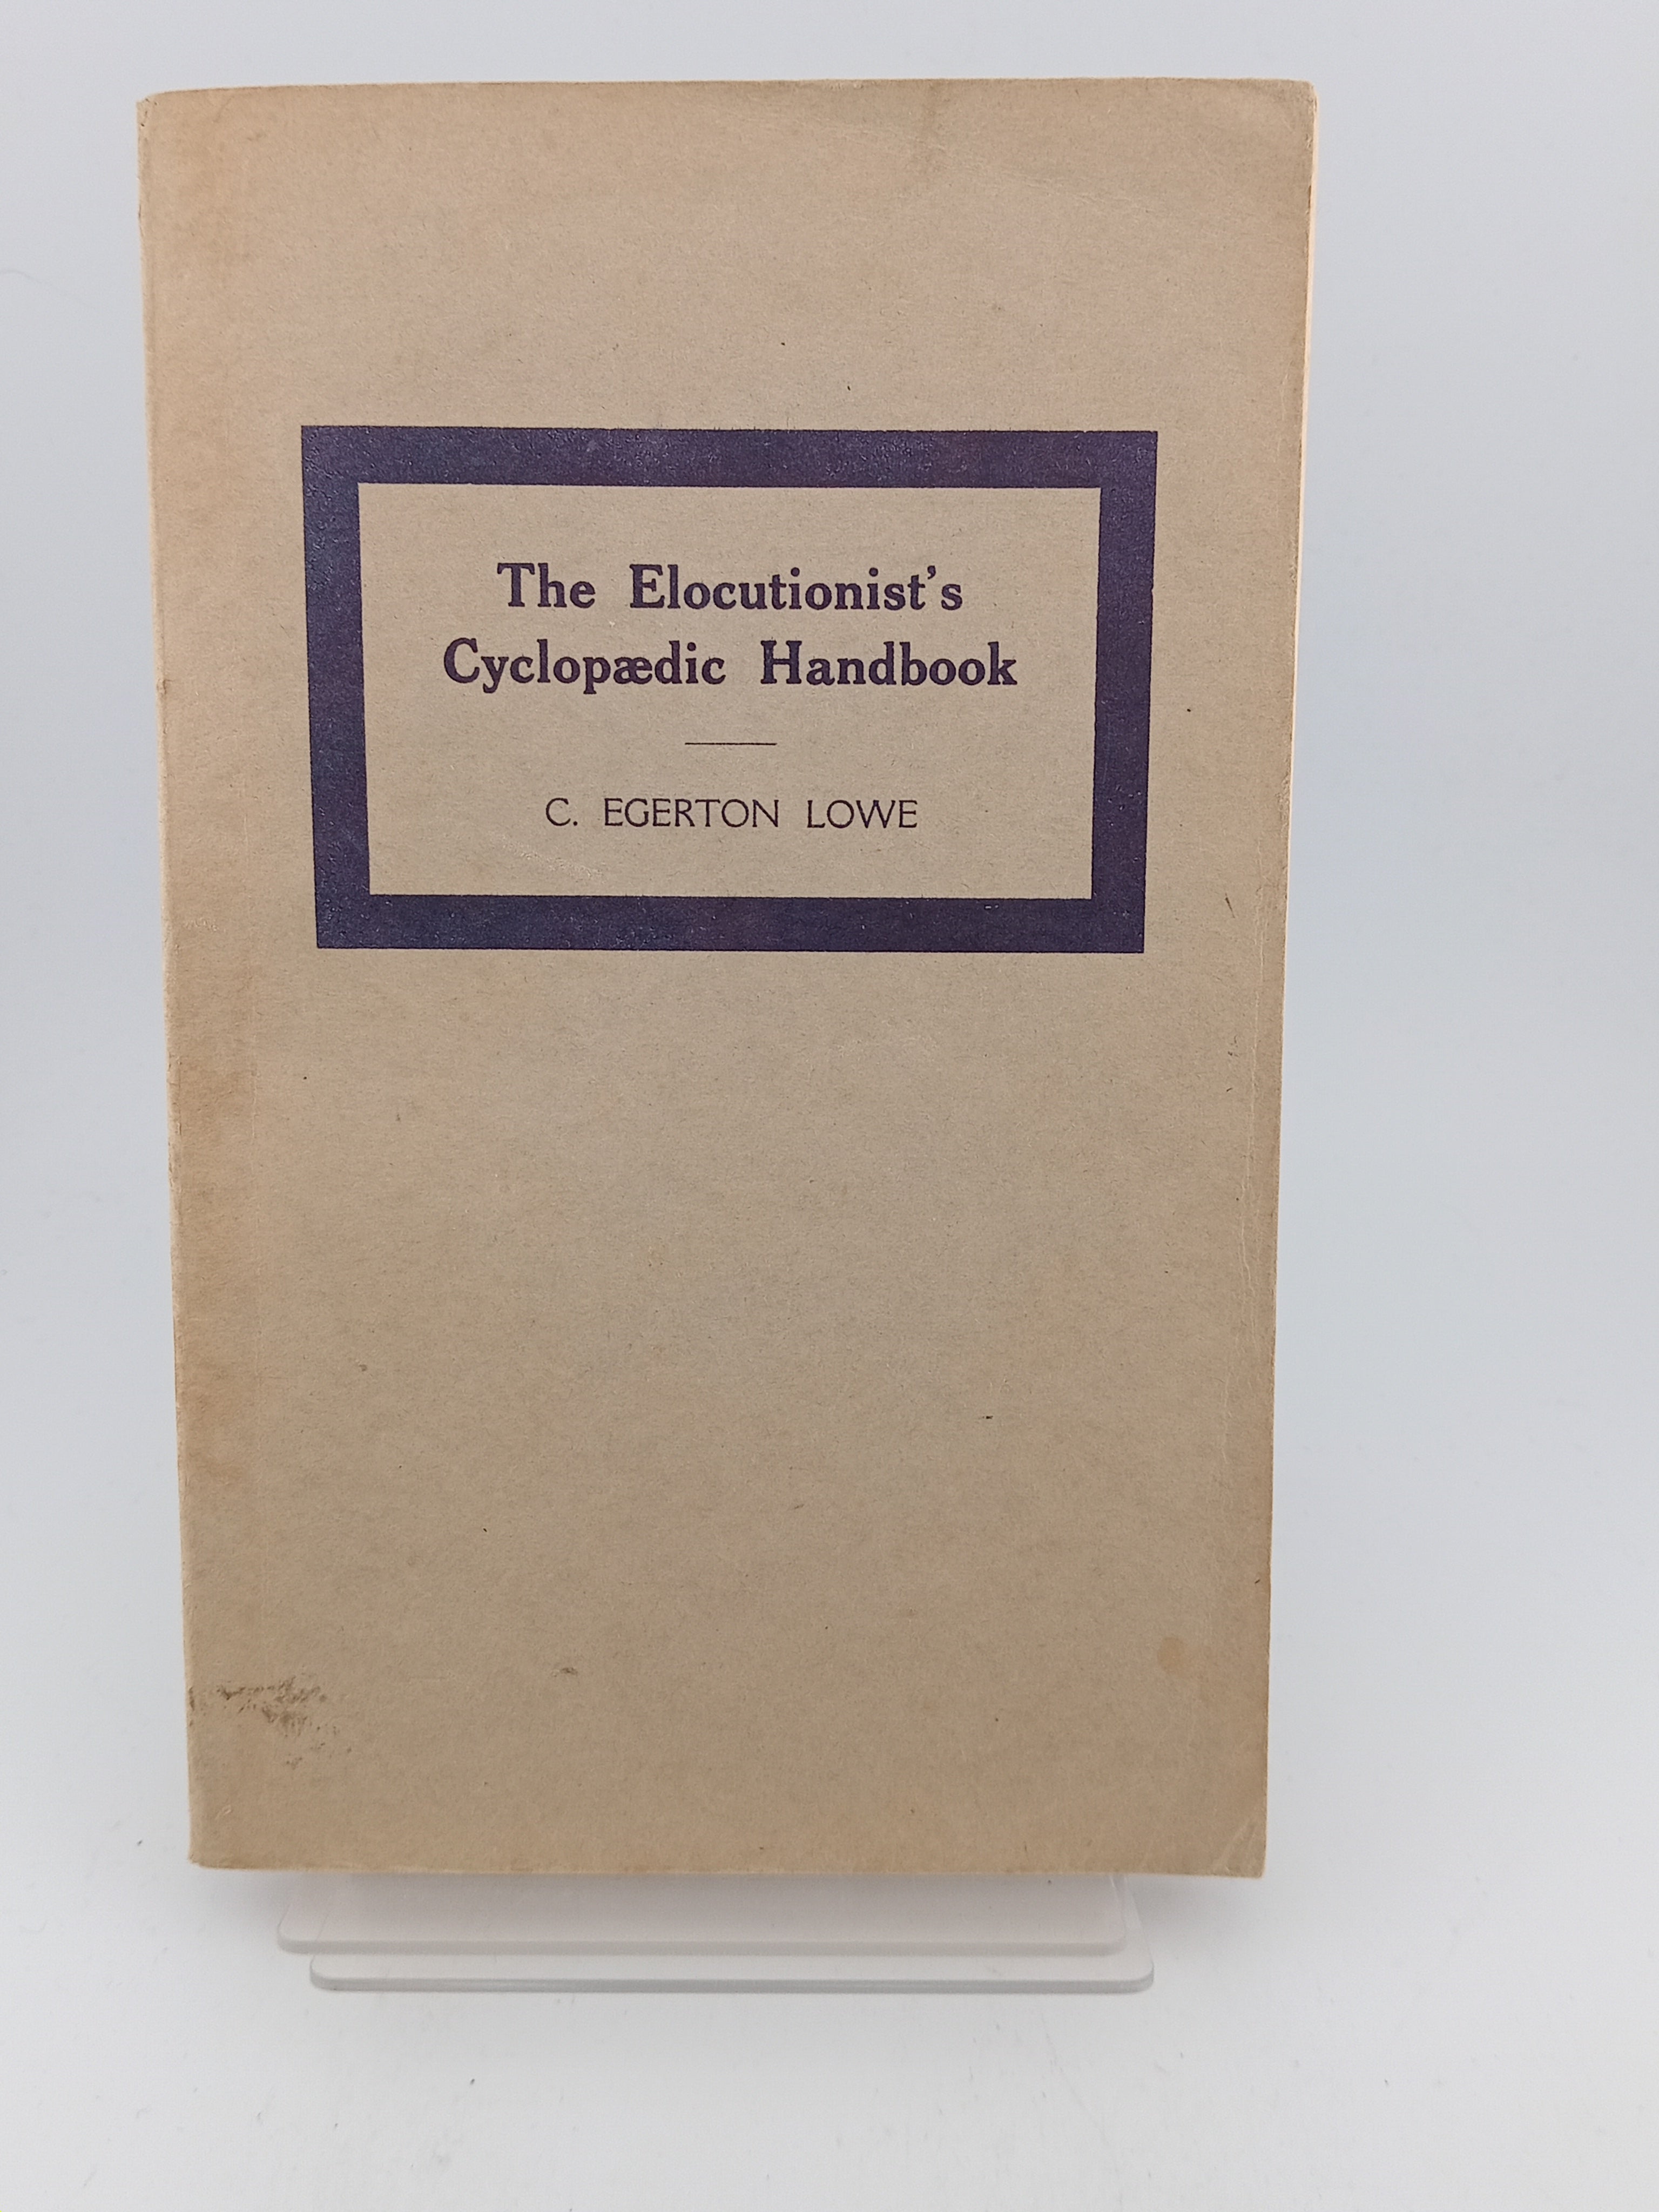 The Elocutionist's
Cyclopædic Handbook
C. EGERTON LOWE